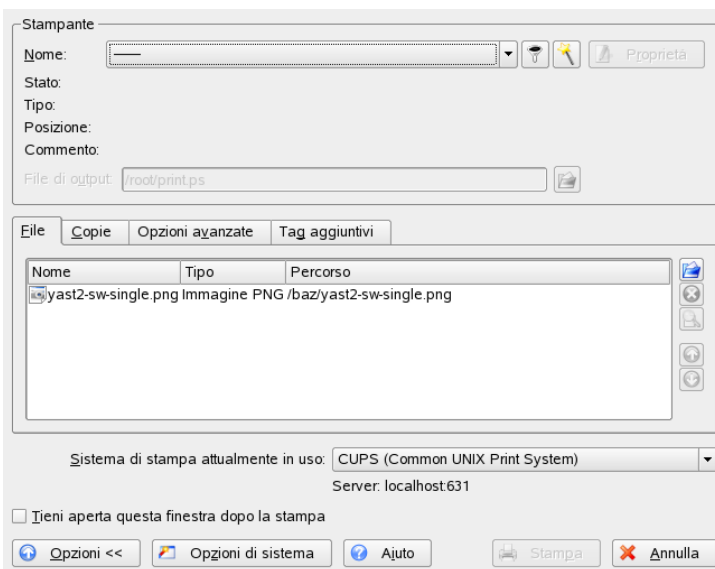 Stampante
Nome:
Proprietà
Stato:
Tipo:
Posizione:
Commento:
File di output: /root/print.ps
File Copie Opzioni avanzate Tag aggiuntivi
Nome Tipo Percorso
yast2-sw-single.png Immagine PNG /baz/yast2-sw-single.png
Sistema di stampa attualmente in uso: CUPS (Common UNIX Print System)
Server: localhost:631
Tieni aperta questa finestra dopo la stampa
Opzioni << Opzioni di sistema Aiuto Stampa Annulla